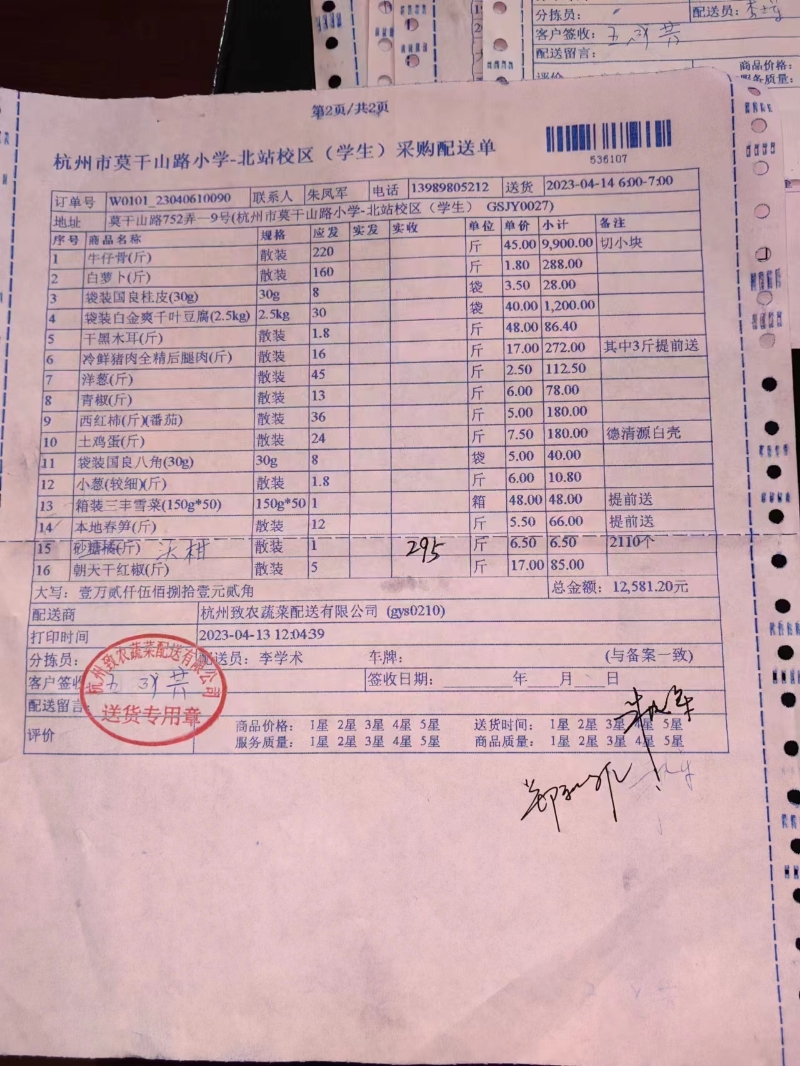 分拣员：
配送员：李
客户签收：
配送留言：
商品价格：
评价
服务质量：
第2页/共2页
杭州市莫干山路小学-北站校区（学生）采购配送单
536107
订单号 W0101_23040610090 联系人 朱凤军 电话 13989805212 送货 2023-04-14 6:00-7:00
地址 莫干山路752弄一9号(杭州市莫干山路小学-北站校区（学生） GSJY0027)
序号 商品名称 规格 应发 实发 实收 单位 单价 小计 备注
1 牛仔骨(斤) 散装 220 斤 45.00 9,900.00 切小块
2 白萝卜(斤) 散装 160 斤 1.80 288.00
3 袋装国良桂皮(30g) 30g 8 袋 3.50 28.00
4 袋装白金爽千叶豆腐(2.5kg) 2.5kg 30 袋 40.00 1,200.00
5 干黑木耳(斤) 散装 1.8 斤 48.00 86.40
6 冷鲜猪肉全精后腿肉(斤) 散装 16 斤 17.00 272.00 其中3斤提前送
7 洋葱(斤) 散装 45 斤 2.50 112.50
8 青椒(斤) 散装 13 斤 6.00 78.00
9 西红柿(斤)(番茄) 散装 36 斤 5.00 180.00
10 土鸡蛋(斤) 散装 24 斤 7.50 180.00 德清源白壳
11 袋装国良八角(30g) 30g 8 袋 5.00 40.00
12 小葱(较细)(斤) 散装 1.8 斤 6.00 10.80
13 箱装三丰雪菜(150g*50) 150g*50 1 箱 48.00 48.00 提前送
14 本地春笋(斤) 散装 12 斤 5.50 66.00 提前送
15 砂糖橘(斤) 沃柑 散装 1 295 斤 6.50 6.50 2110个
16 朝天干红椒(斤) 散装 5 斤 17.00 85.00
大写：壹万贰仟伍佰捌拾壹元贰角 总金额：12,581.20元
配送商 杭州致农蔬菜配送有限公司 (gys0210)
打印时间 2023-04-13 12:04:39
分拣员： 配送员：李学术 车牌： (与备案一致)
客户签收 签收日期：________年____月____日
配送留言：
杭州致农蔬菜配送有限公司
送货专用章
评价 商品价格： 1星 2星 3星 4星 5星 送货时间： 1星 2星 3星 4星 5星
服务质量： 1星 2星 3星 4星 5星 商品质量： 1星 2星 3星 4星 5星